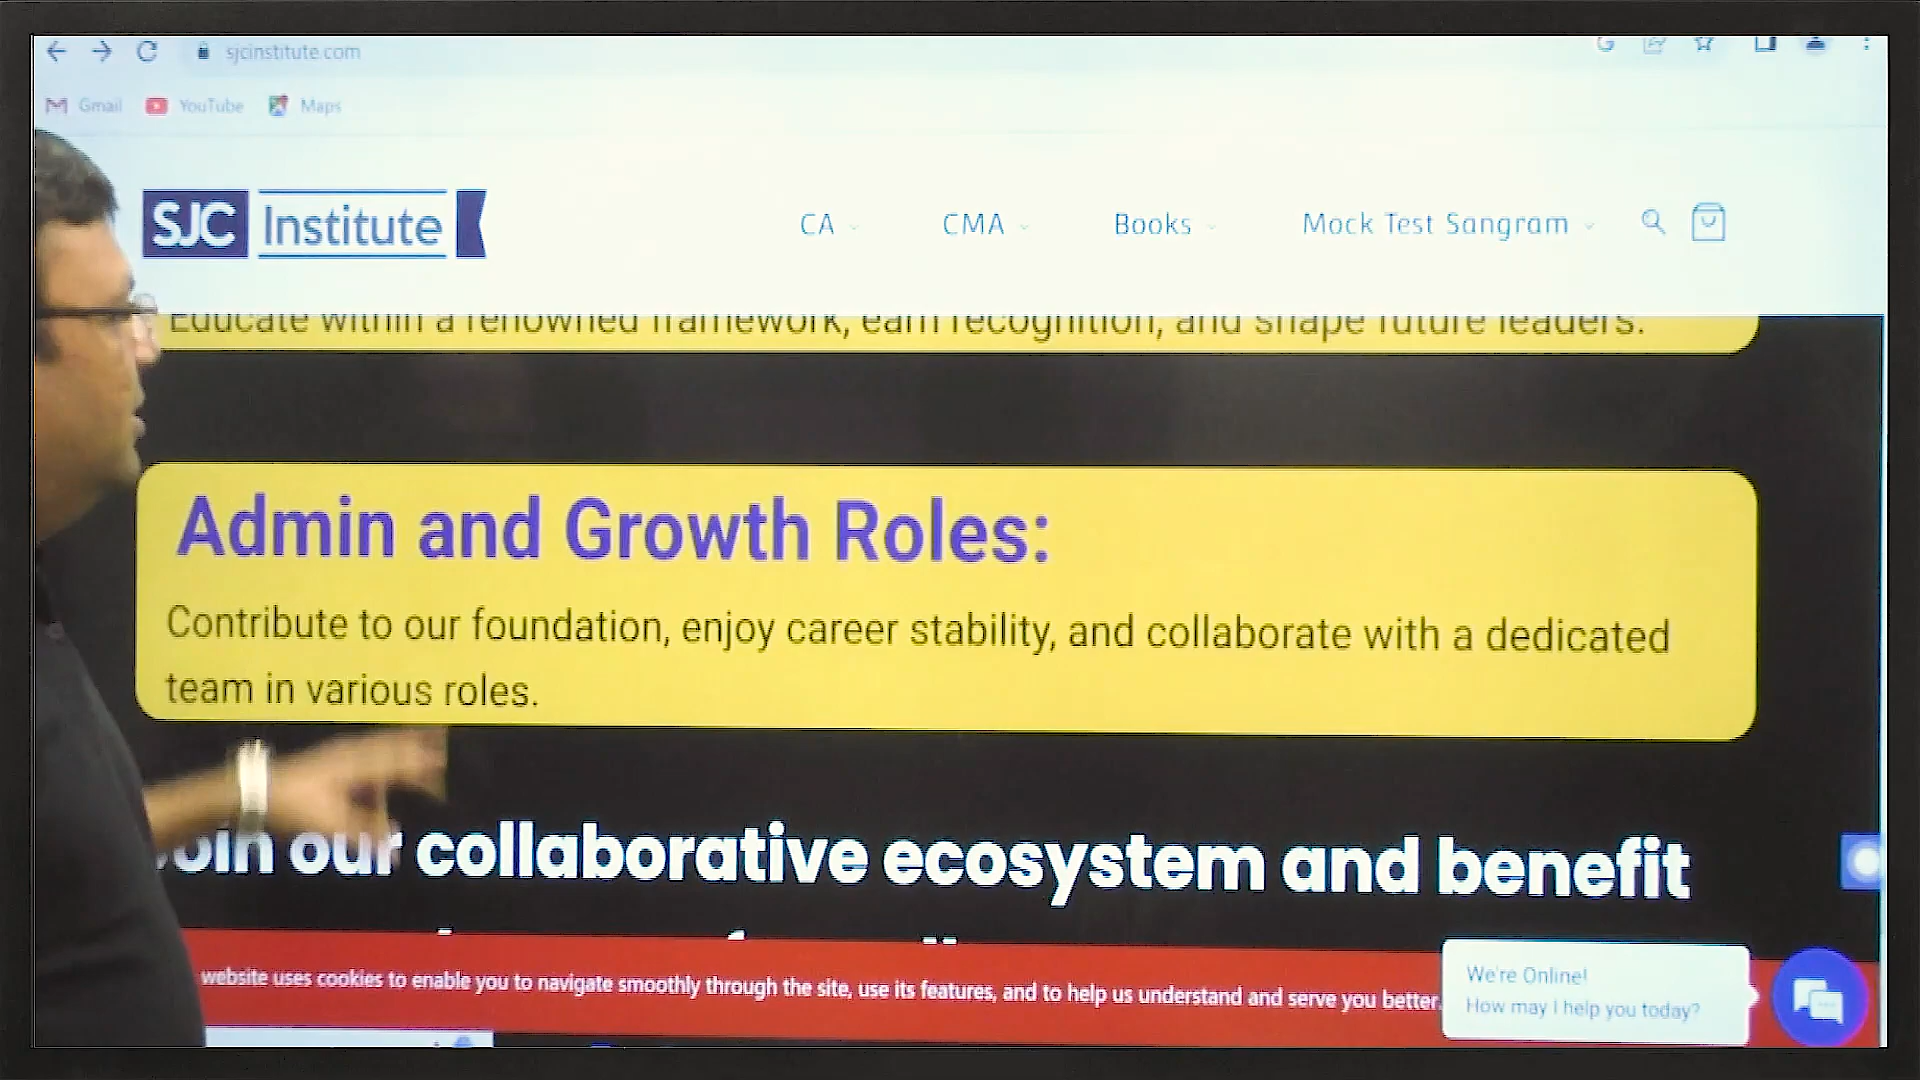 sjcinstitute.com
Gmail YouTube Maps
SJC Institute
CA CMA Books Mock Test Sangram
Educate within a renowned framework, earn recognition, and shape future leaders.
Admin and Growth Roles:
Contribute to our foundation, enjoy career stability, and collaborate with a dedicated
team in various roles.
our collaborative ecosystem and benefit
website uses cookies to enable you to navigate smoothly through the site, use its features, and to help us understand and serve you better.
We're Online!
How may I help you today?